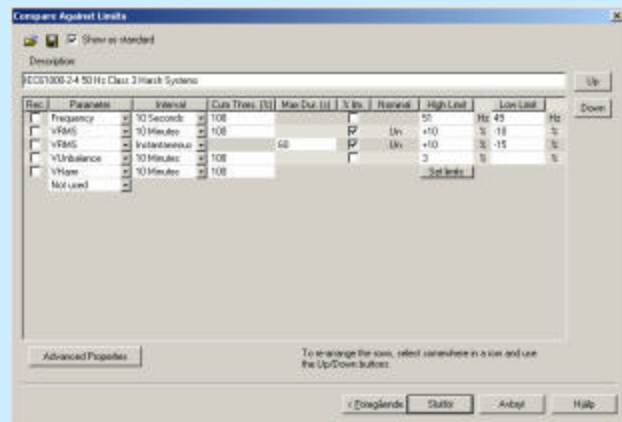 Compare Against Limits
Show as standard
Description
IEC61000-2-4 50 Hz Class 3 Harsh Systems
Up
Down
Rec. Parameter Interval Cum Thres. [%] Max Dur. [s] % lim. Nominal High Limit Low Limit
Frequency 10 Seconds 100 51 Hz 49 Hz
VRMS 10 Minutes 100 Un +10 % -10 %
VRMS Instantaneous 60 Un +10 % -15 %
VUnbalance 10 Minutes 100 3 % %
VHarm 10 Minutes 100 Set limits
Not used
Advanced Properties
To re-arrange the rows, select somewhere in a row and use
the Up/Down buttons
< Föregående Slutför Avbryt Hjälp